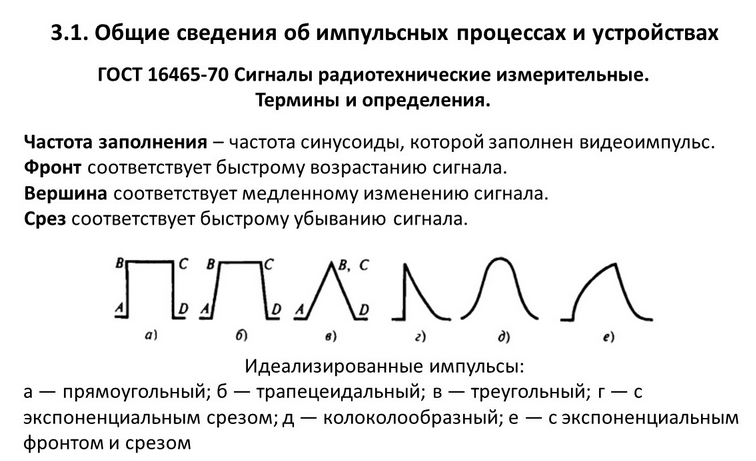 3.1. Общие сведения об импульсных процессах и устройствах
ГОСТ 16465-70 Сигналы радиотехнические измерительные.
Термины и определения.
Частота заполнения – частота синусоиды, которой заполнен видеоимпульс.
Фронт соответствует быстрому возрастанию сигнала.
Вершина соответствует медленному изменению сигнала.
Срез соответствует быстрому убыванию сигнала.
B C B C B, C
A D A D A D
а) б) в) г) д) е)
Идеализированные импульсы:
а — прямоугольный; б — трапецеидальный; в — треугольный; г — с
экспоненциальным срезом; д — колоколообразный; е — с экспоненциальным
фронтом и срезом